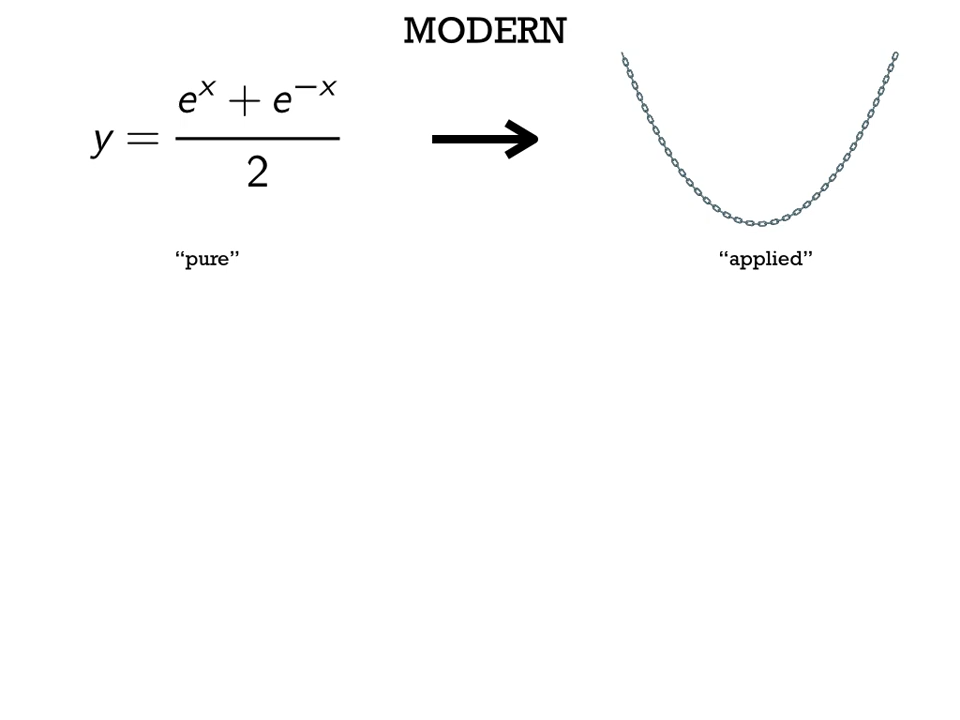 MODERN
y = (e^x + e^−x) / 2
“pure”
“applied”